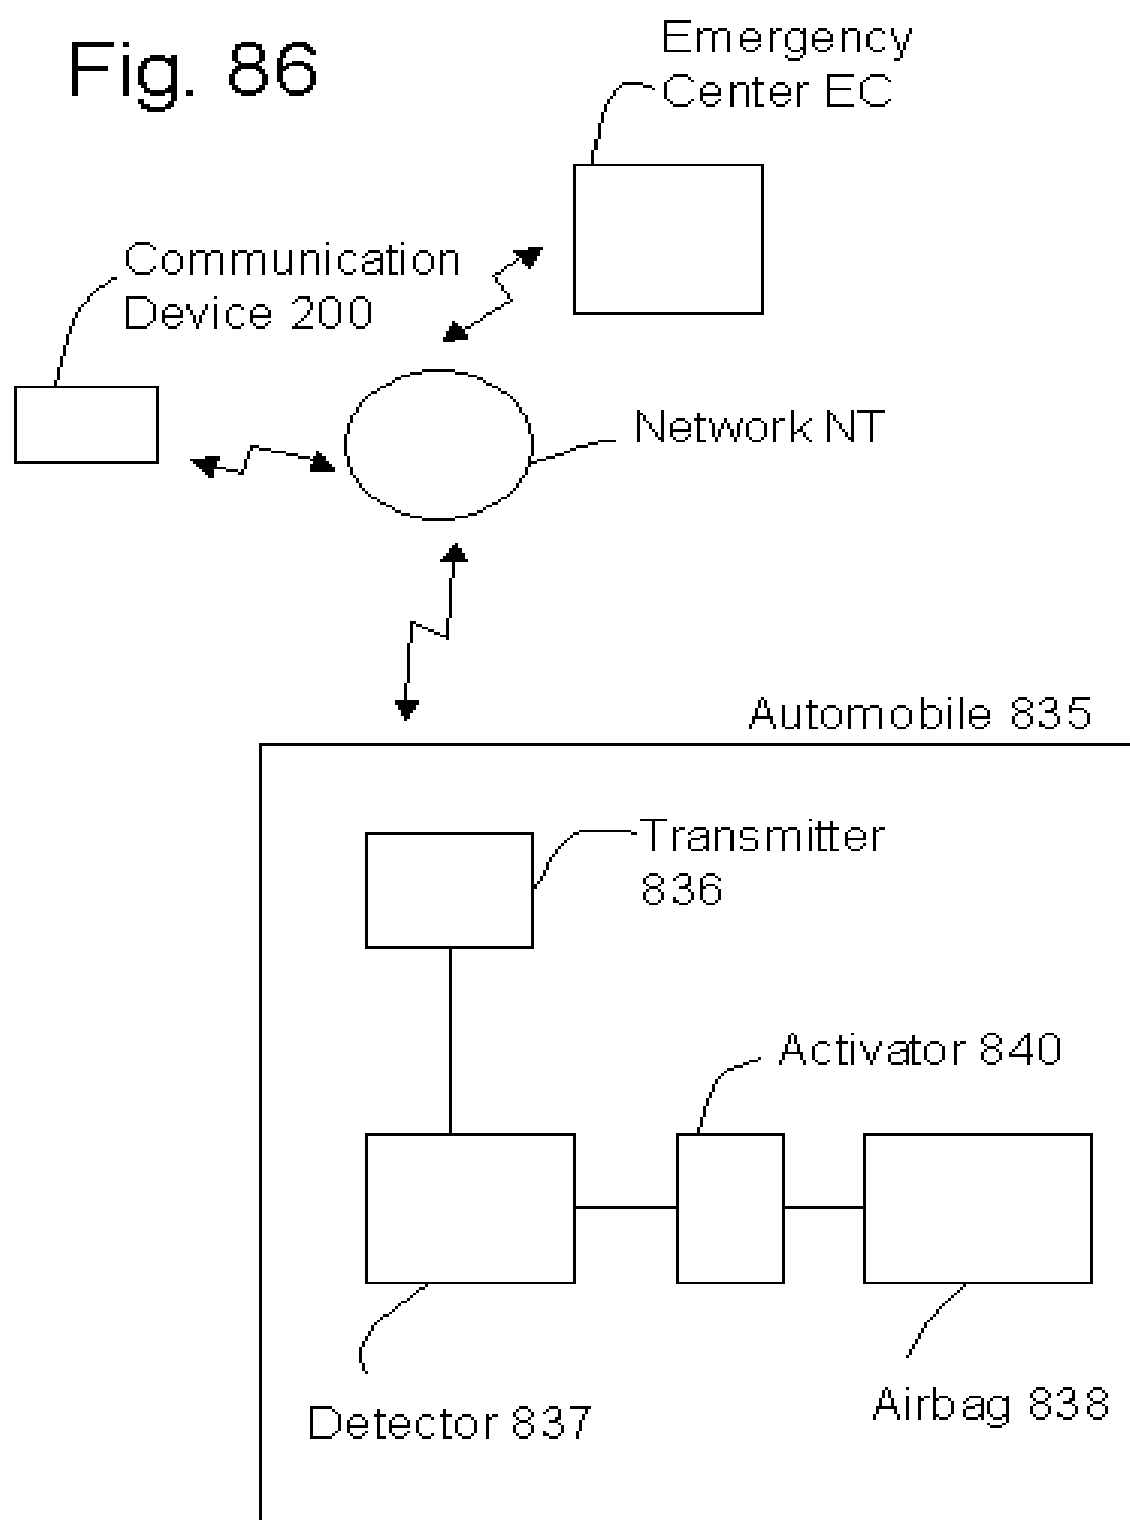 Fig. 86
Emergency
Center EC
Communication
Device 200
Network NT
Automobile 835
Transmitter
836
Activator 840
Detector 837
Airbag 838